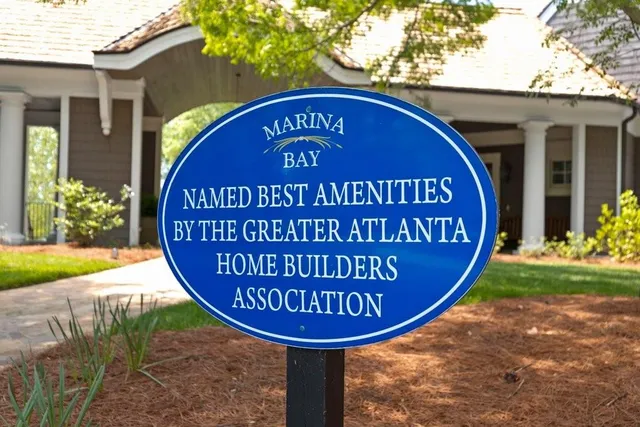 MARINA
BAY
NAMED BEST AMENITIES
BY THE GREATER ATLANTA
HOME BUILDERS
ASSOCIATION